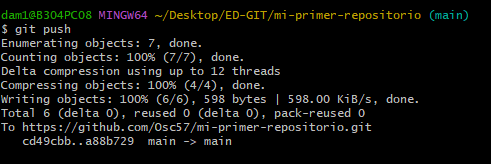 dam1@B304PC08 MINGW64 ~/Desktop/ED-GIT/mi-primer-repositorio (main)
$ git push
Enumerating objects: 7, done.
Counting objects: 100% (7/7), done.
Delta compression using up to 12 threads
Compressing objects: 100% (4/4), done.
Writing objects: 100% (6/6), 598 bytes | 598.00 KiB/s, done.
Total 6 (delta 0), reused 0 (delta 0), pack-reused 0
To https://github.com/Osc57/mi-primer-repositorio.git
   cd49cbb..a88b729  main -> main